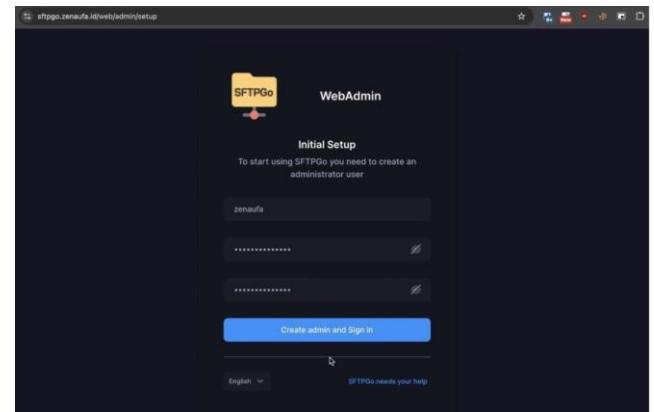 sftpgo.zenaufa.id/web/admin/setup
SFTPGo
WebAdmin
Initial Setup
To start using SFTPGo you need to create an
administrator user
zenaufa
Create admin and Sign in
English
SFTPGo needs your help